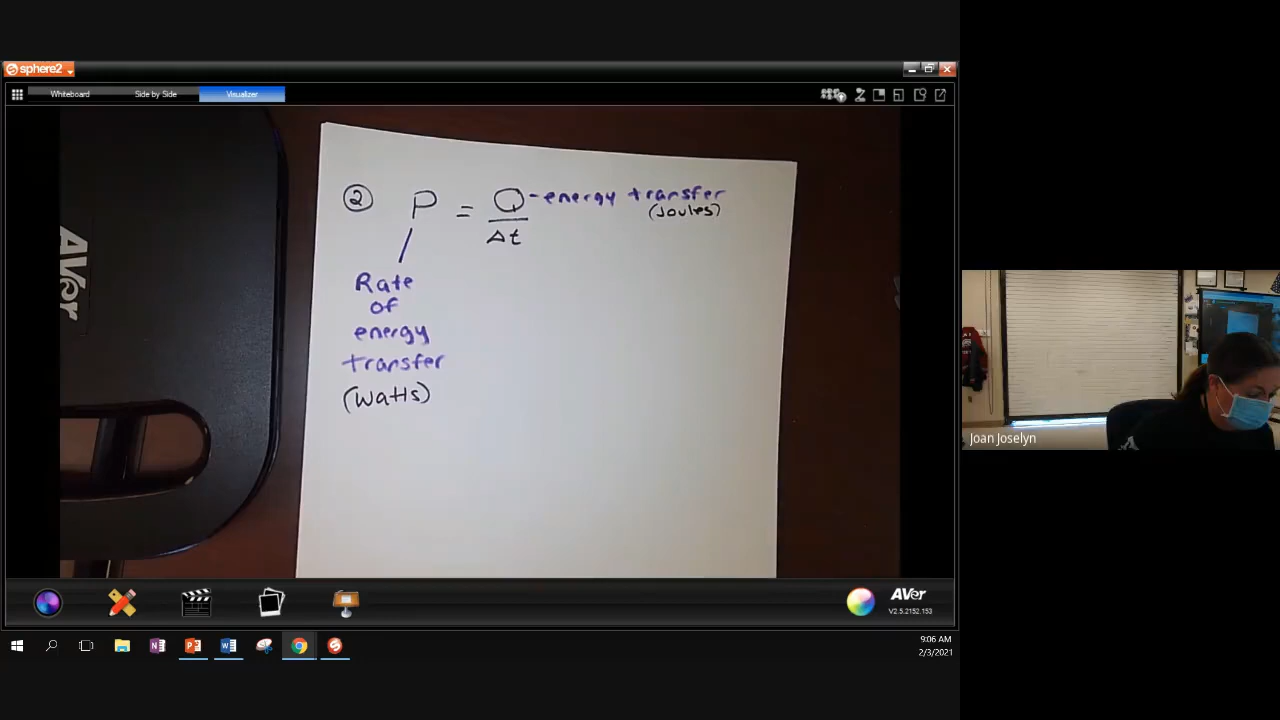 sphere2
Whiteboard Side by Side Visualizer
② P = Q - energy transfer
(Joules)
Δt
Rate
of
energy
transfer
(watts)
AVer
AVer
V2.5.2152.153
9:06 AM
2/3/2021
Joan Joselyn